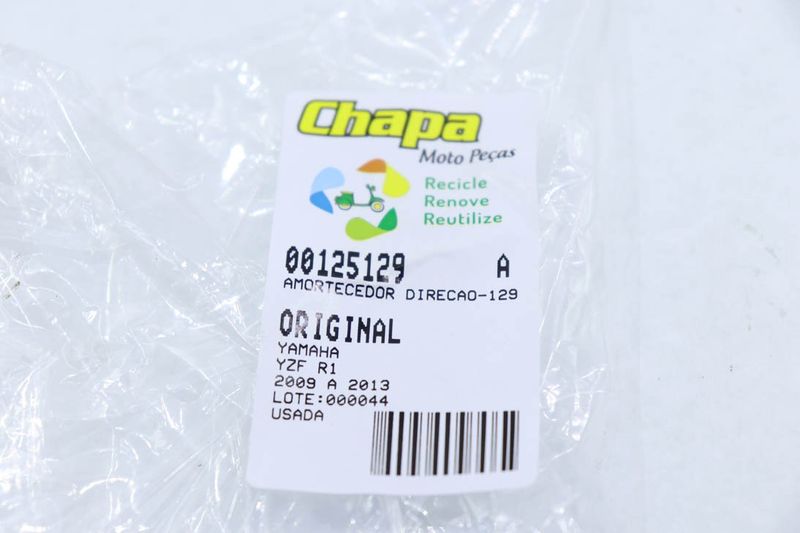 Chapa
Moto Peças
Recicle
Renove
Reutilize
00125129 A
AMORTECEDOR DIRECAO-129
ORIGINAL
YAMAHA
YZF R1
2009 A 2013
LOTE:000044
USADA